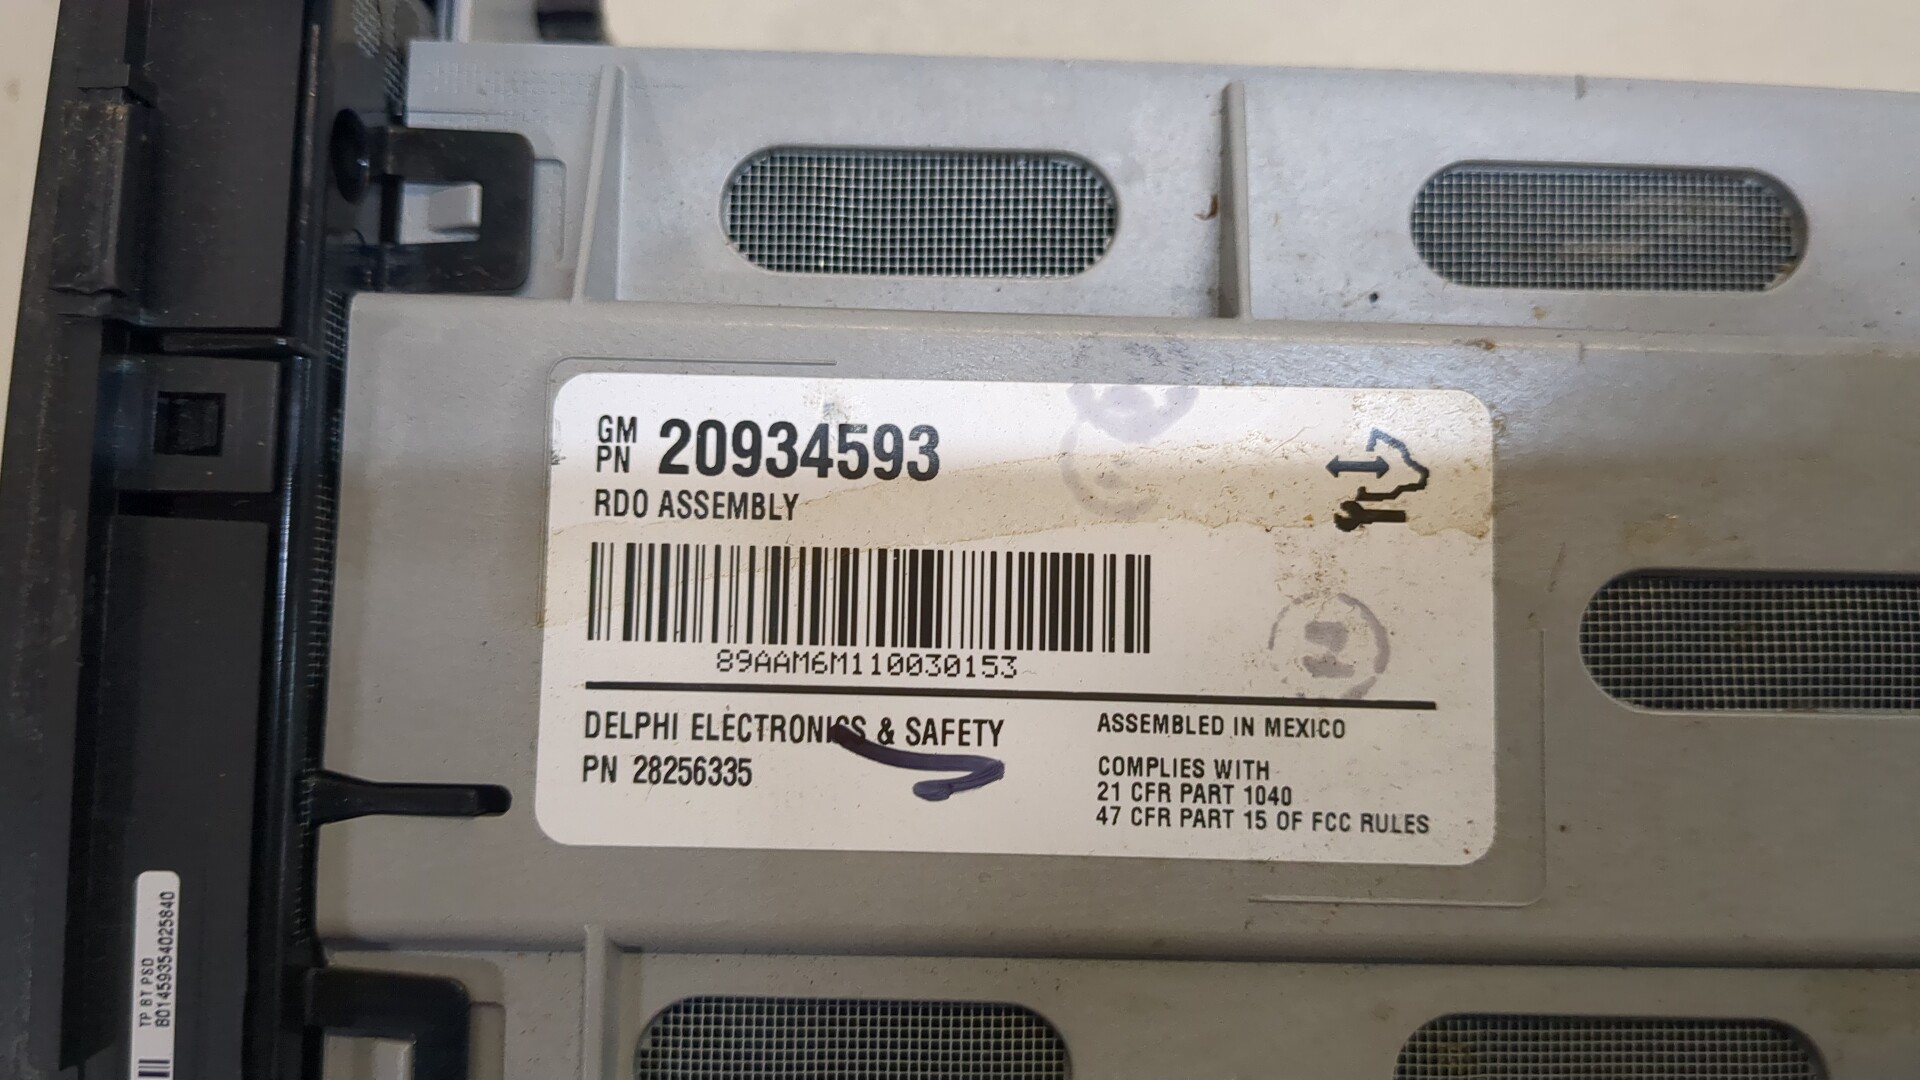 GM PN 20934593
RDO ASSEMBLY
89AAM6M110030153
DELPHI ELECTRONICS & SAFETY
PN 28256335
ASSEMBLED IN MEXICO
COMPLIES WITH
21 CFR PART 1040
47 CFR PART 15 OF FCC RULES
TP BT PSD
801459354025840